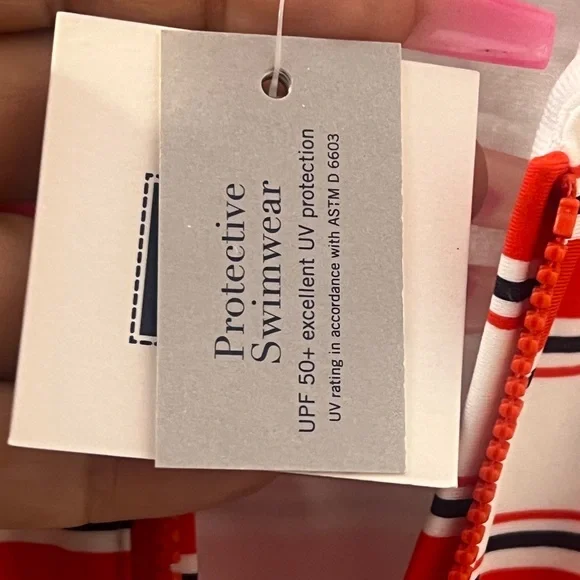 Protective
Swimwear
UPF 50+ excellent UV protection
UV rating in accordance with ASTM D 6603